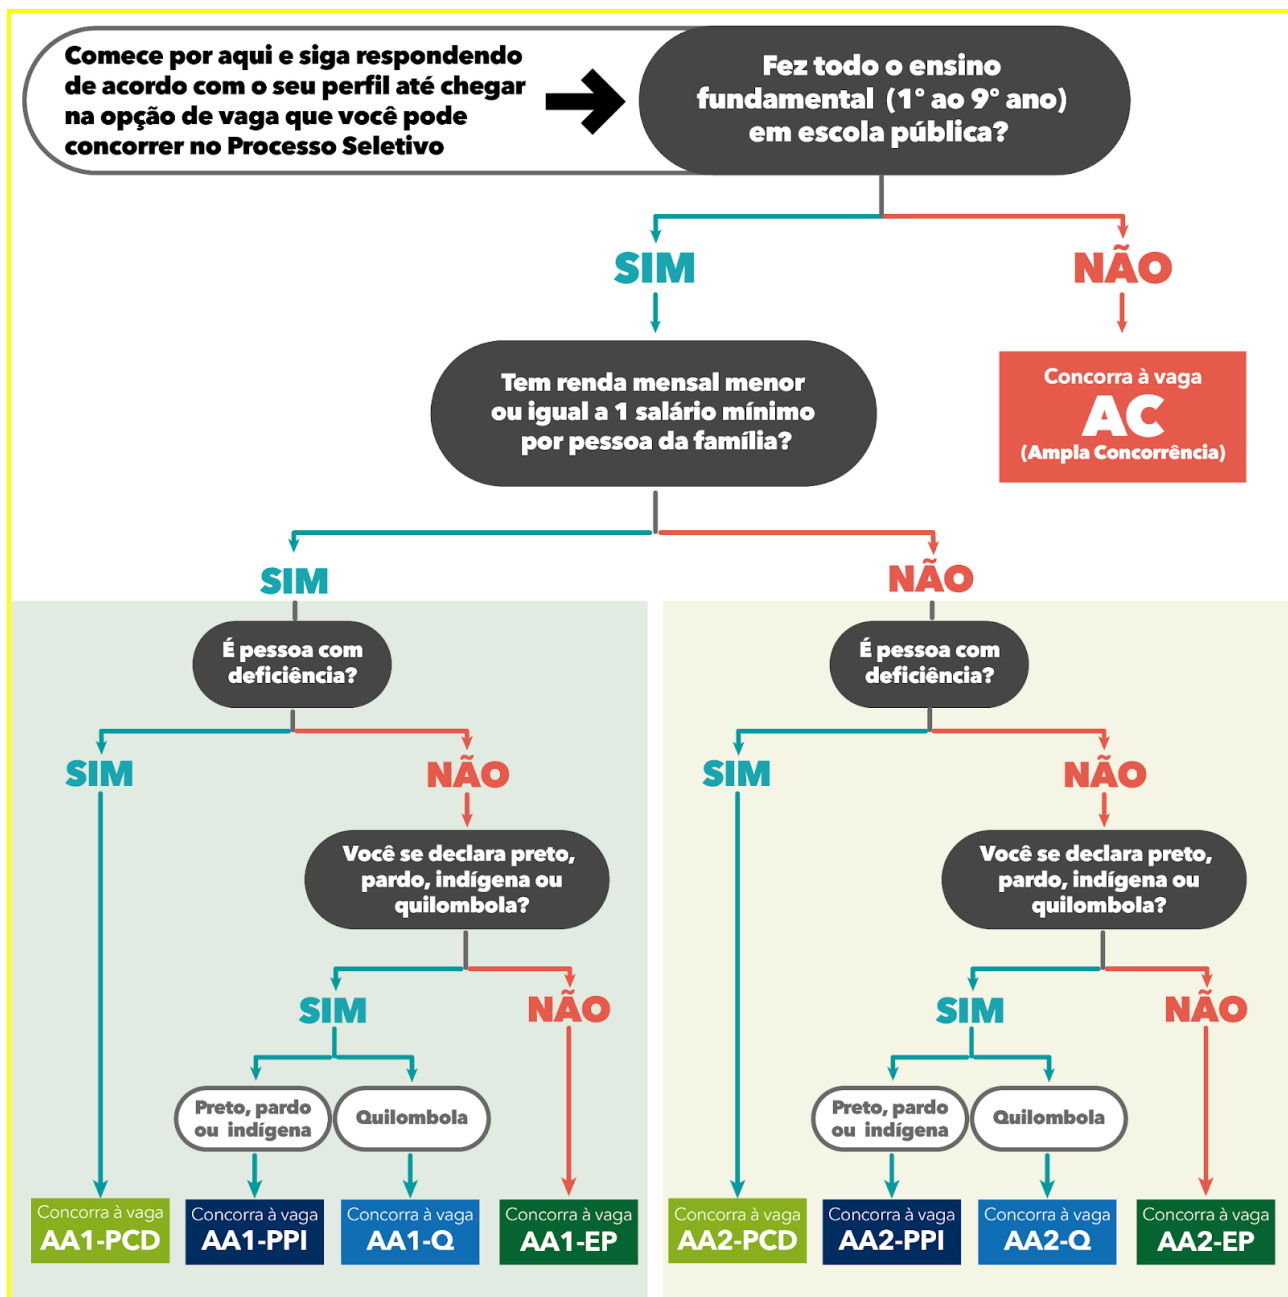 Comece por aqui e siga respondendo
de acordo com o seu perfil até chegar
na opção de vaga que você pode
concorrer no Processo Seletivo
Fez todo o ensino
fundamental (1º ao 9º ano)
em escola pública?
SIM
NÃO
Tem renda mensal menor
ou igual a 1 salário mínimo
por pessoa da família?
Concorra à vaga
AC
(Ampla Concorrência)
SIM
NÃO
É pessoa com
deficiência?
SIM
NÃO
Você se declara preto,
pardo, indígena ou
quilombola?
SIM
NÃO
Preto, pardo
ou indígena
Quilombola
Concorra à vaga
AA1-PCD
Concorra à vaga
AA1-PPI
Concorra à vaga
AA1-Q
Concorra à vaga
AA1-EP
É pessoa com
deficiência?
SIM
NÃO
Você se declara preto,
pardo, indígena ou
quilombola?
SIM
NÃO
Preto, pardo
ou indígena
Quilombola
Concorra à vaga
AA2-PCD
Concorra à vaga
AA2-PPI
Concorra à vaga
AA2-Q
Concorra à vaga
AA2-EP